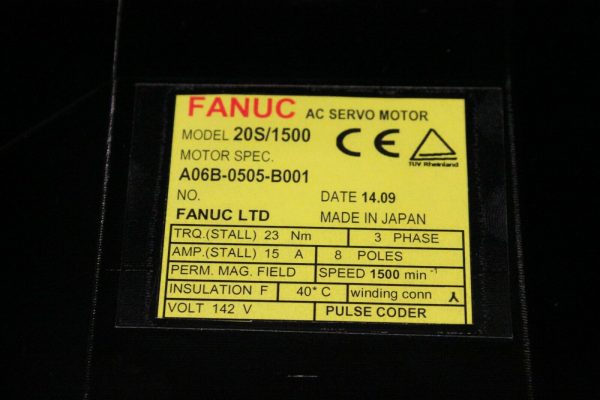 FANUC AC SERVO MOTOR
MODEL 20S/1500
MOTOR SPEC.
A06B-0505-B001
CE
TUV Rheinland
NO. DATE 14.09
FANUC LTD MADE IN JAPAN
TRQ.(STALL) 23 Nm 3 PHASE
AMP.(STALL) 15 A 8 POLES
PERM. MAG. FIELD SPEED 1500 min⁻¹
INSULATION F 40° C winding conn ⅄
VOLT 142 V PULSE CODER